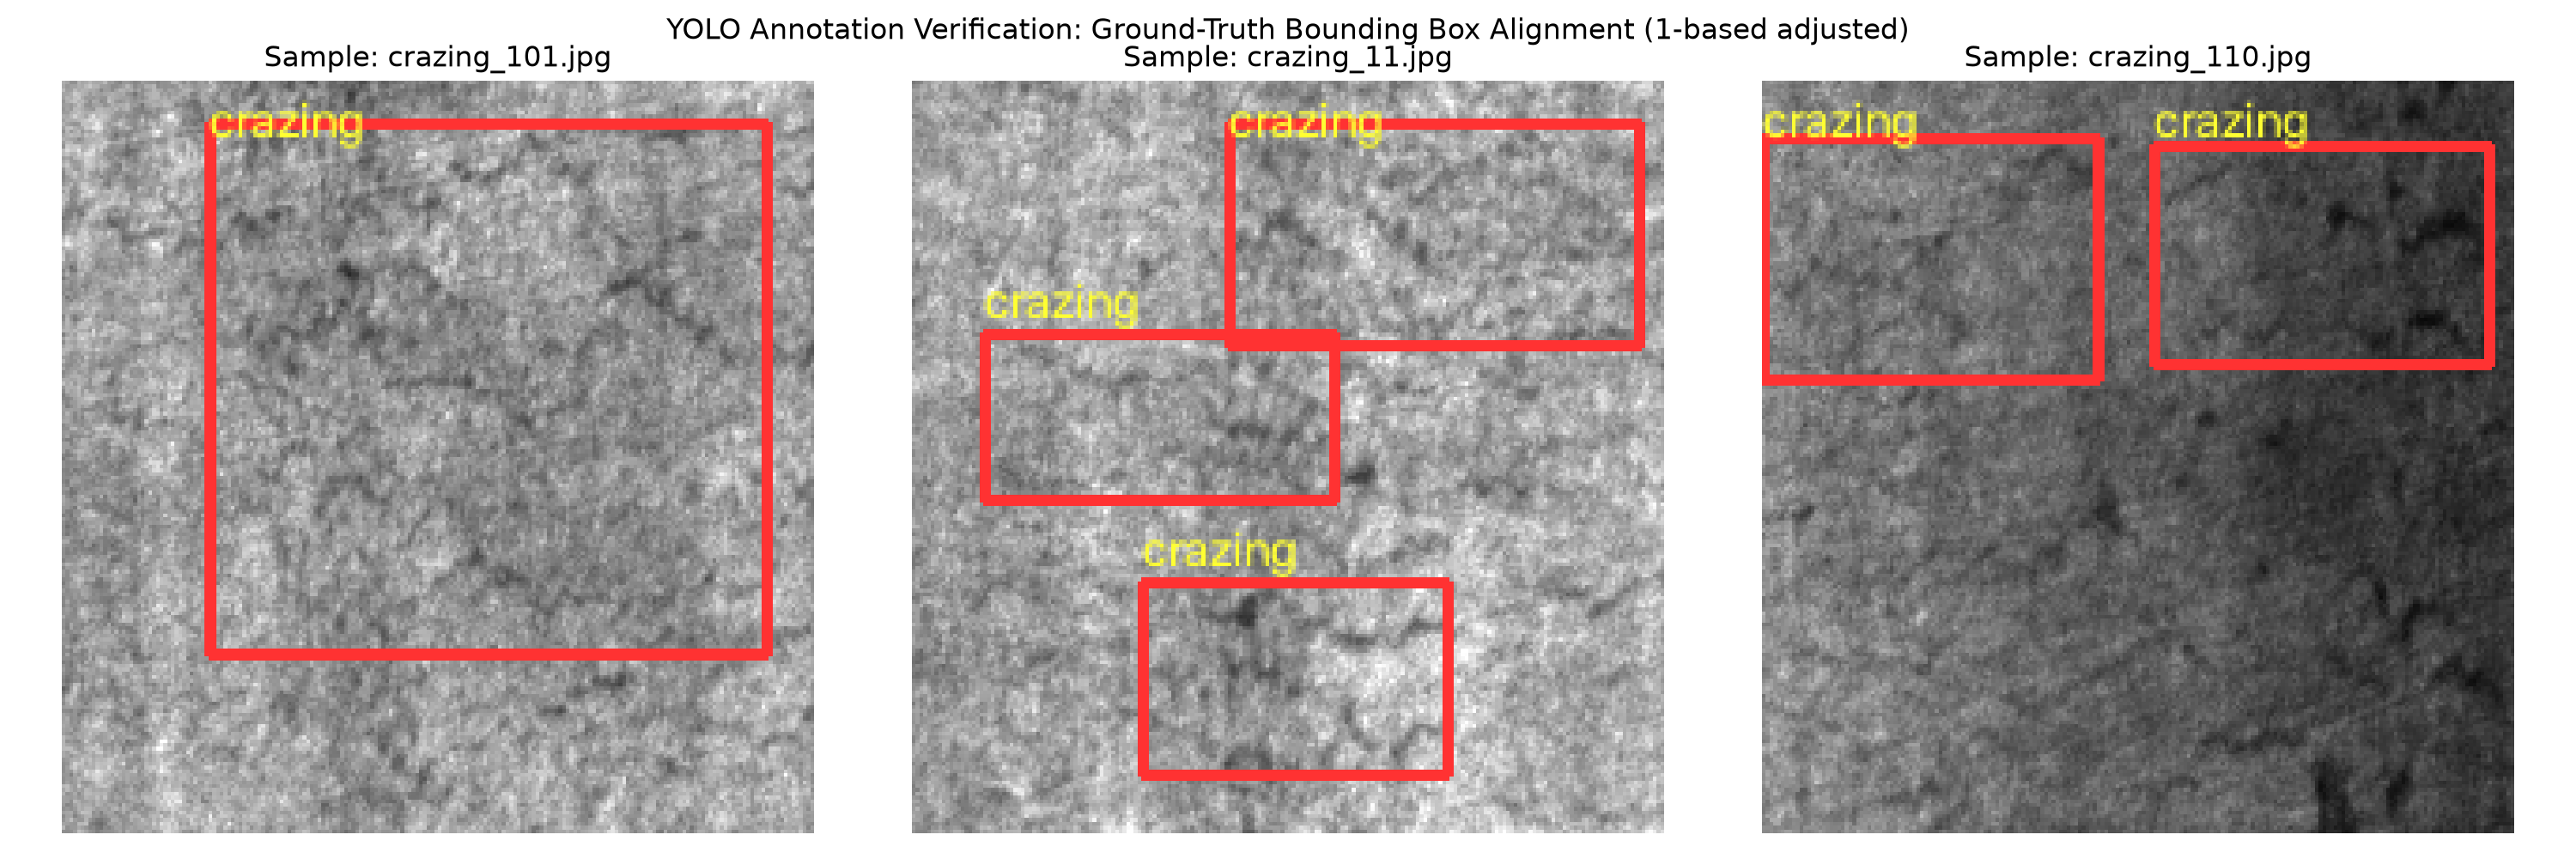 YOLO Annotation Verification: Ground-Truth Bounding Box Alignment (1-based adjusted)
Sample: crazing_101.jpg
Sample: crazing_11.jpg
Sample: crazing_110.jpg
crazing
crazing
crazing
crazing
crazing
crazing